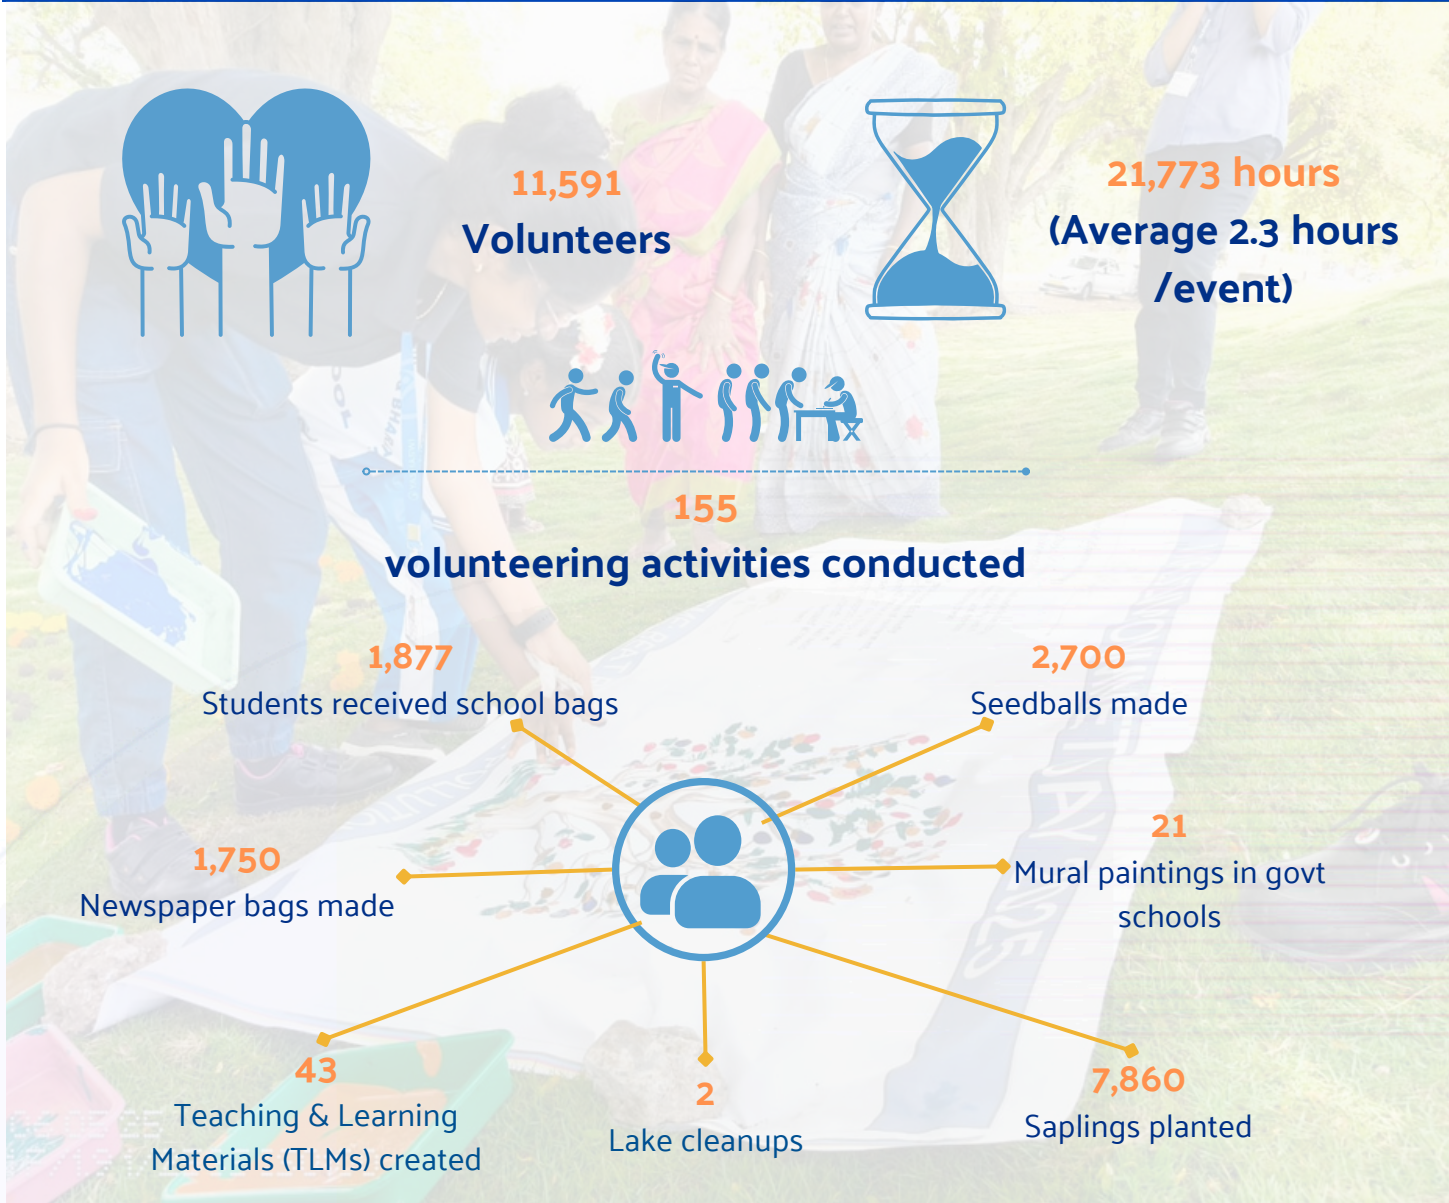 11,591
Volunteers
21,773 hours
(Average 2.3 hours
/event)
155
volunteering activities conducted
1,877
Students received school bags
2,700
Seedballs made
1,750
Newspaper bags made
21
Mural paintings in govt
schools
43
Teaching & Learning
Materials (TLMs) created
2
Lake cleanups
7,860
Saplings planted